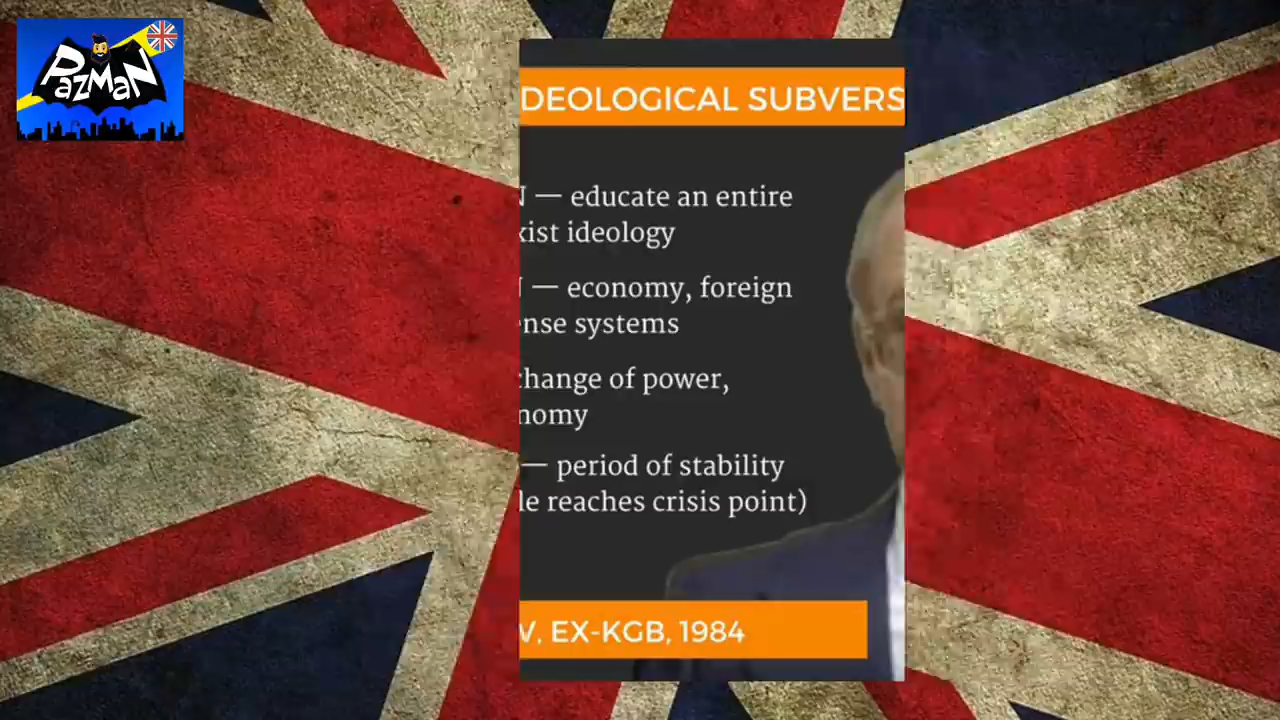 PazMaN
DEOLOGICAL SUBVERS
N — educate an entire
xist ideology
— economy, foreign
ense systems
change of power,
nomy
— period of stability
le reaches crisis point)
V, EX-KGB, 1984